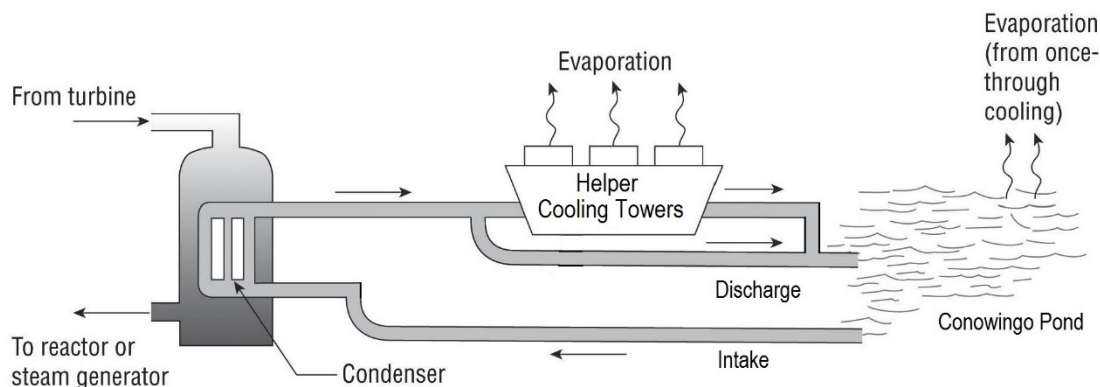 From turbine
Evaporation
Evaporation
(from once-
through
cooling)
Helper
Cooling Towers
Discharge
Conowingo Pond
Intake
To reactor or
steam generator
Condenser